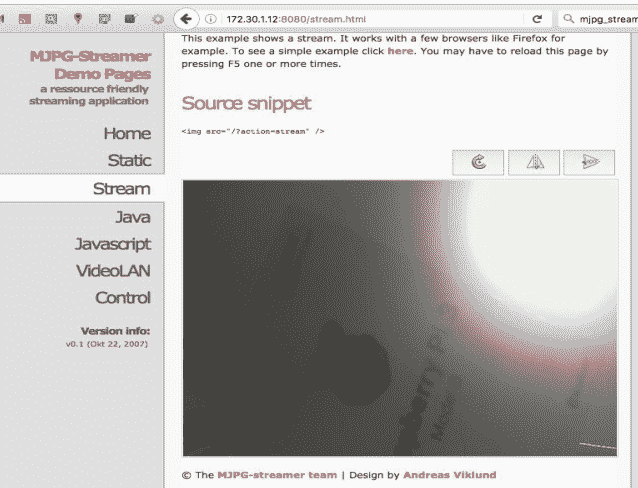 172.30.1.12:8080/stream.html
mjpg_stream
MJPG-Streamer
Demo Pages
a ressource friendly
streaming application
Home
Static
Stream
Java
Javascript
VideoLAN
Control
Version info:
v0.1 (Okt 22, 2007)
This example shows a stream. It works with a few browsers like Firefox for
example. To see a simple example click here. You may have to reload this page by
pressing F5 one or more times.
Source snippet
<img src="/?action=stream" />
berry Pi
© The MJPG-streamer team | Design by Andreas Viklund